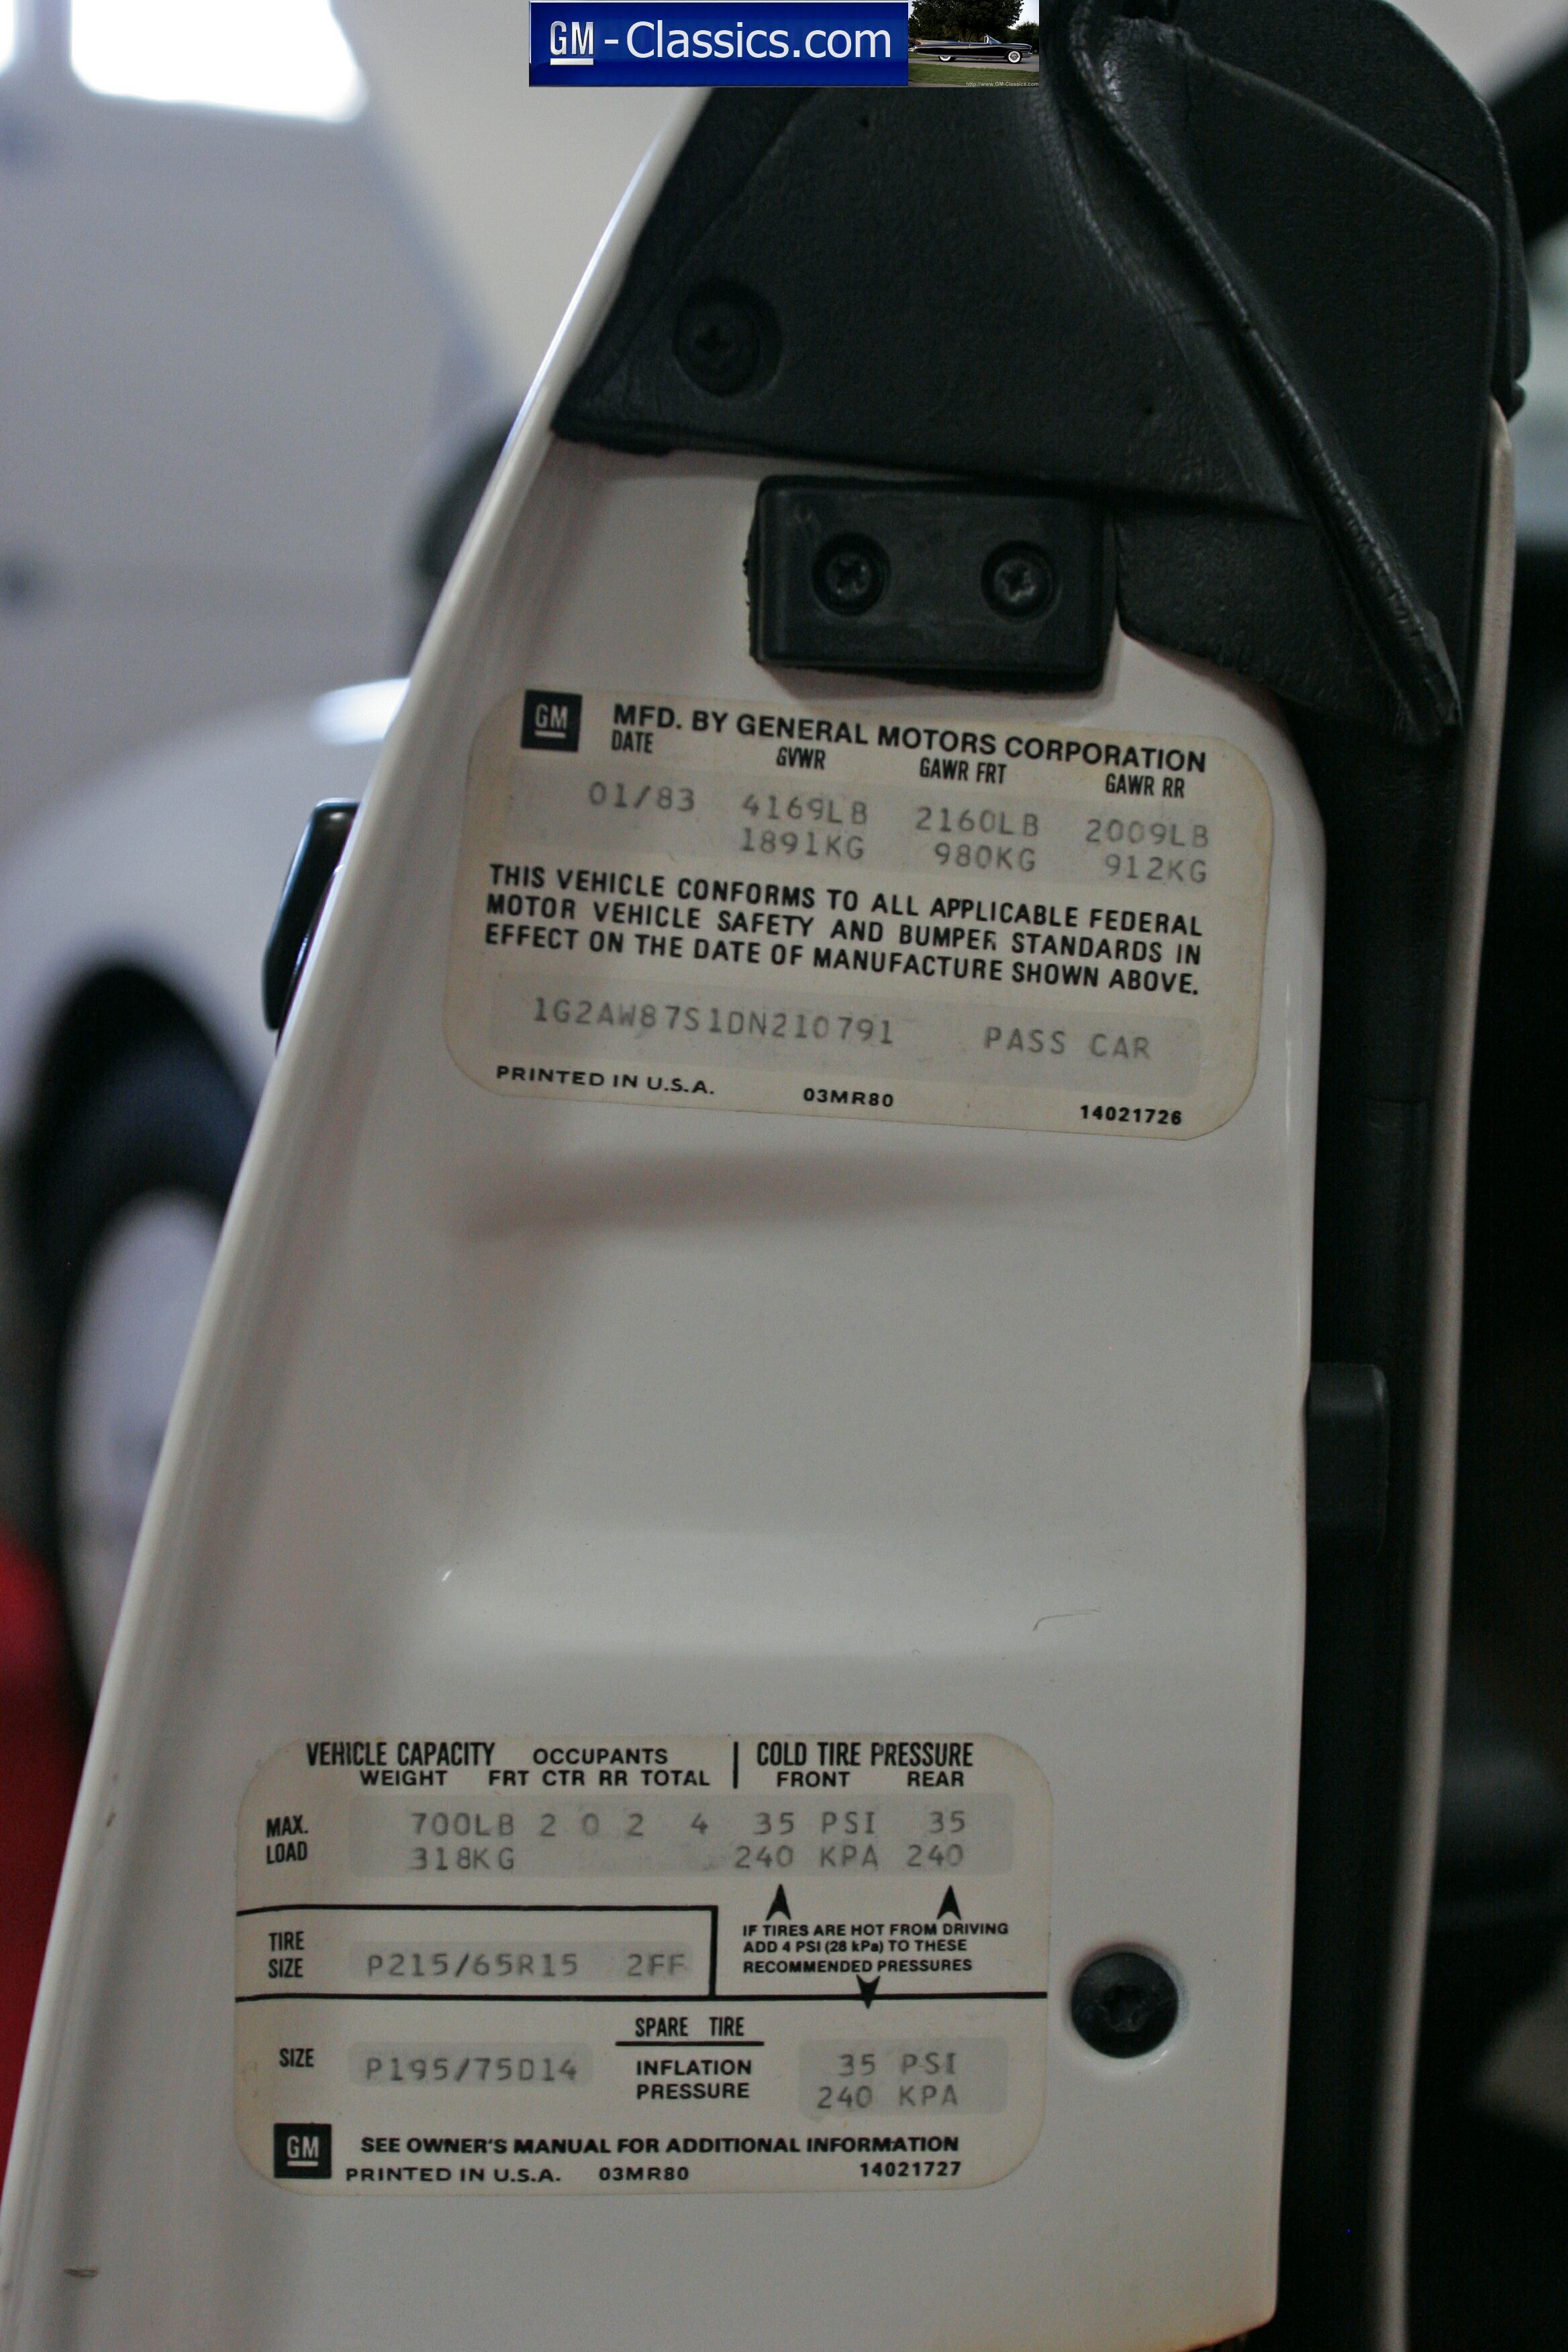 GM - Classics.com
http://www.GM-Classics.com
GM MFD. BY GENERAL MOTORS CORPORATION
DATE GVWR GAWR FRT GAWR RR
01/83 4169LB 2160LB 2009LB
1891KG 980KG 912KG
THIS VEHICLE CONFORMS TO ALL APPLICABLE FEDERAL
MOTOR VEHICLE SAFETY AND BUMPER STANDARDS IN
EFFECT ON THE DATE OF MANUFACTURE SHOWN ABOVE.
1G2AW87S1DN210791 PASS CAR
PRINTED IN U.S.A. 03MR80 14021726
VEHICLE CAPACITY OCCUPANTS COLD TIRE PRESSURE
WEIGHT FRT CTR RR TOTAL FRONT REAR
MAX. 700LB 2 0 2 4 35 PSI 35
LOAD 318KG 240 KPA 240
IF TIRES ARE HOT FROM DRIVING
ADD 4 PSI (28 kPa) TO THESE
RECOMMENDED PRESSURES
TIRE
SIZE P215/65R15 2FF
SPARE TIRE
SIZE P195/75D14 INFLATION 35 PSI
PRESSURE 240 KPA
GM SEE OWNER'S MANUAL FOR ADDITIONAL INFORMATION
PRINTED IN U.S.A. 03MR80 14021727